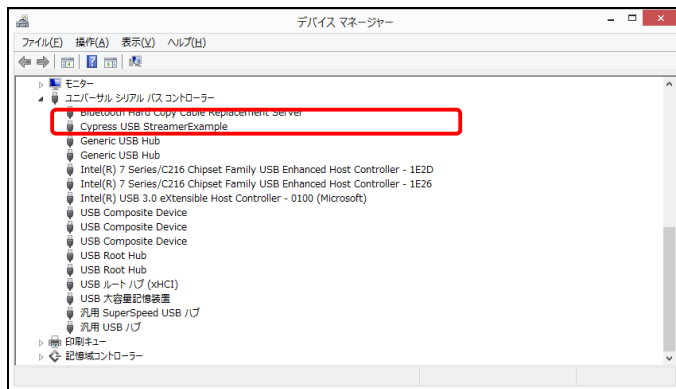 デバイス マネージャー
ファイル(F) 操作(A) 表示(V) ヘルプ(H)
モニター
ユニバーサル シリアル バス コントローラー
Bluetooth Hard Copy Cable Replacement Server
Cypress USB StreamerExample
Generic USB Hub
Generic USB Hub
Intel(R) 7 Series/C216 Chipset Family USB Enhanced Host Controller - 1E2D
Intel(R) 7 Series/C216 Chipset Family USB Enhanced Host Controller - 1E26
Intel(R) USB 3.0 eXtensible Host Controller - 0100 (Microsoft)
USB Composite Device
USB Composite Device
USB Composite Device
USB Root Hub
USB Root Hub
USB ルート ハブ (xHCI)
USB 大容量記憶装置
汎用 SuperSpeed USB ハブ
汎用 USB ハブ
印刷キュー
記憶域コントローラー